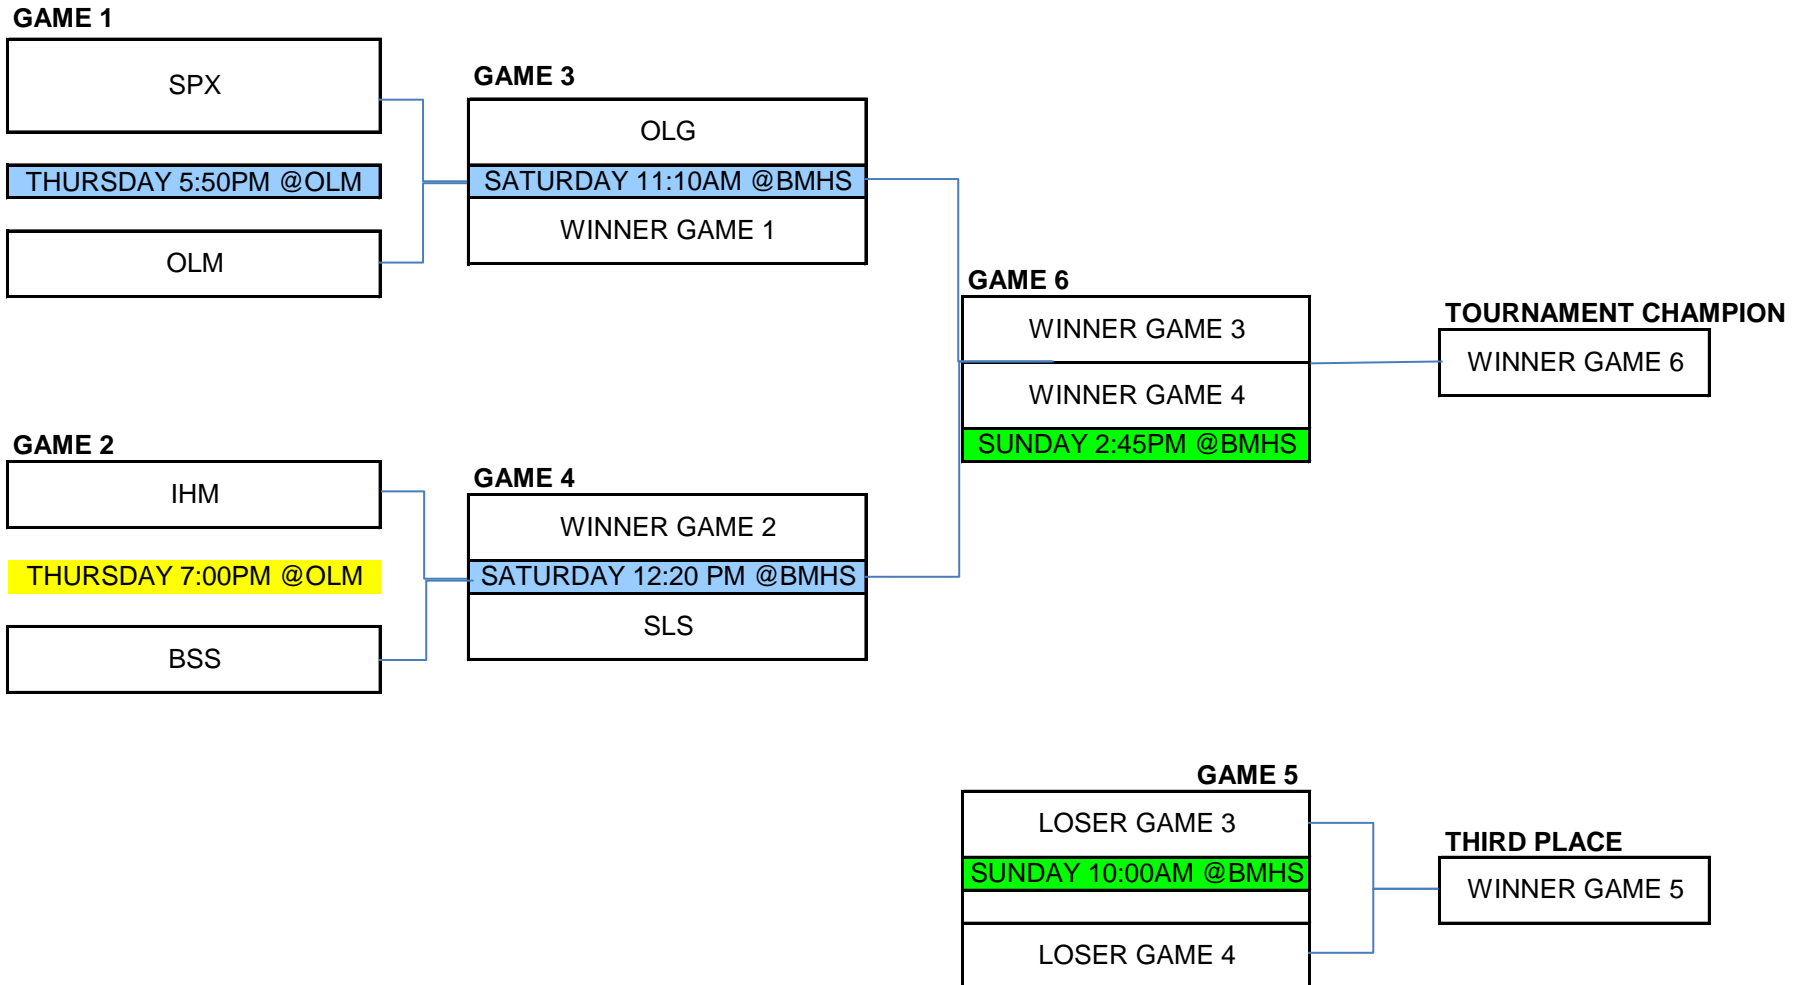 GAME 1
SPX
THURSDAY 5:50PM @OLM
OLM
GAME 3
OLG
SATURDAY 11:10AM @BMHS
WINNER GAME 1
GAME 2
IHM
THURSDAY 7:00PM @OLM
BSS
GAME 4
WINNER GAME 2
SATURDAY 12:20 PM @BMHS
SLS
GAME 6
WINNER GAME 3
WINNER GAME 4
SUNDAY 2:45PM @BMHS
TOURNAMENT CHAMPION
WINNER GAME 6
GAME 5
LOSER GAME 3
SUNDAY 10:00AM @BMHS
LOSER GAME 4
THIRD PLACE
WINNER GAME 5